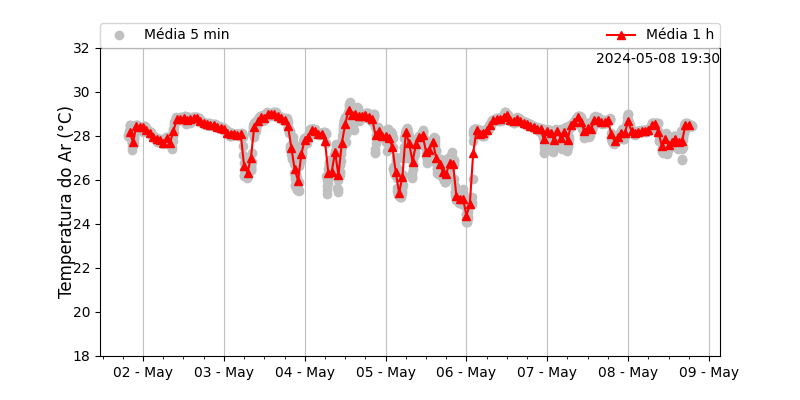 Média 5 min
Média 1 h
2024-05-08 19:30
Temperatura do Ar (°C)
32
30
28
26
24
22
20
18
02 - May
03 - May
04 - May
05 - May
06 - May
07 - May
08 - May
09 - May